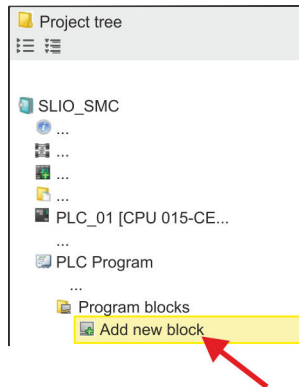 Project tree
SLIO_SMC
...
...
...
...
PLC_01 [CPU 015-CE...
...
PLC Program
...
Program blocks
Add new block